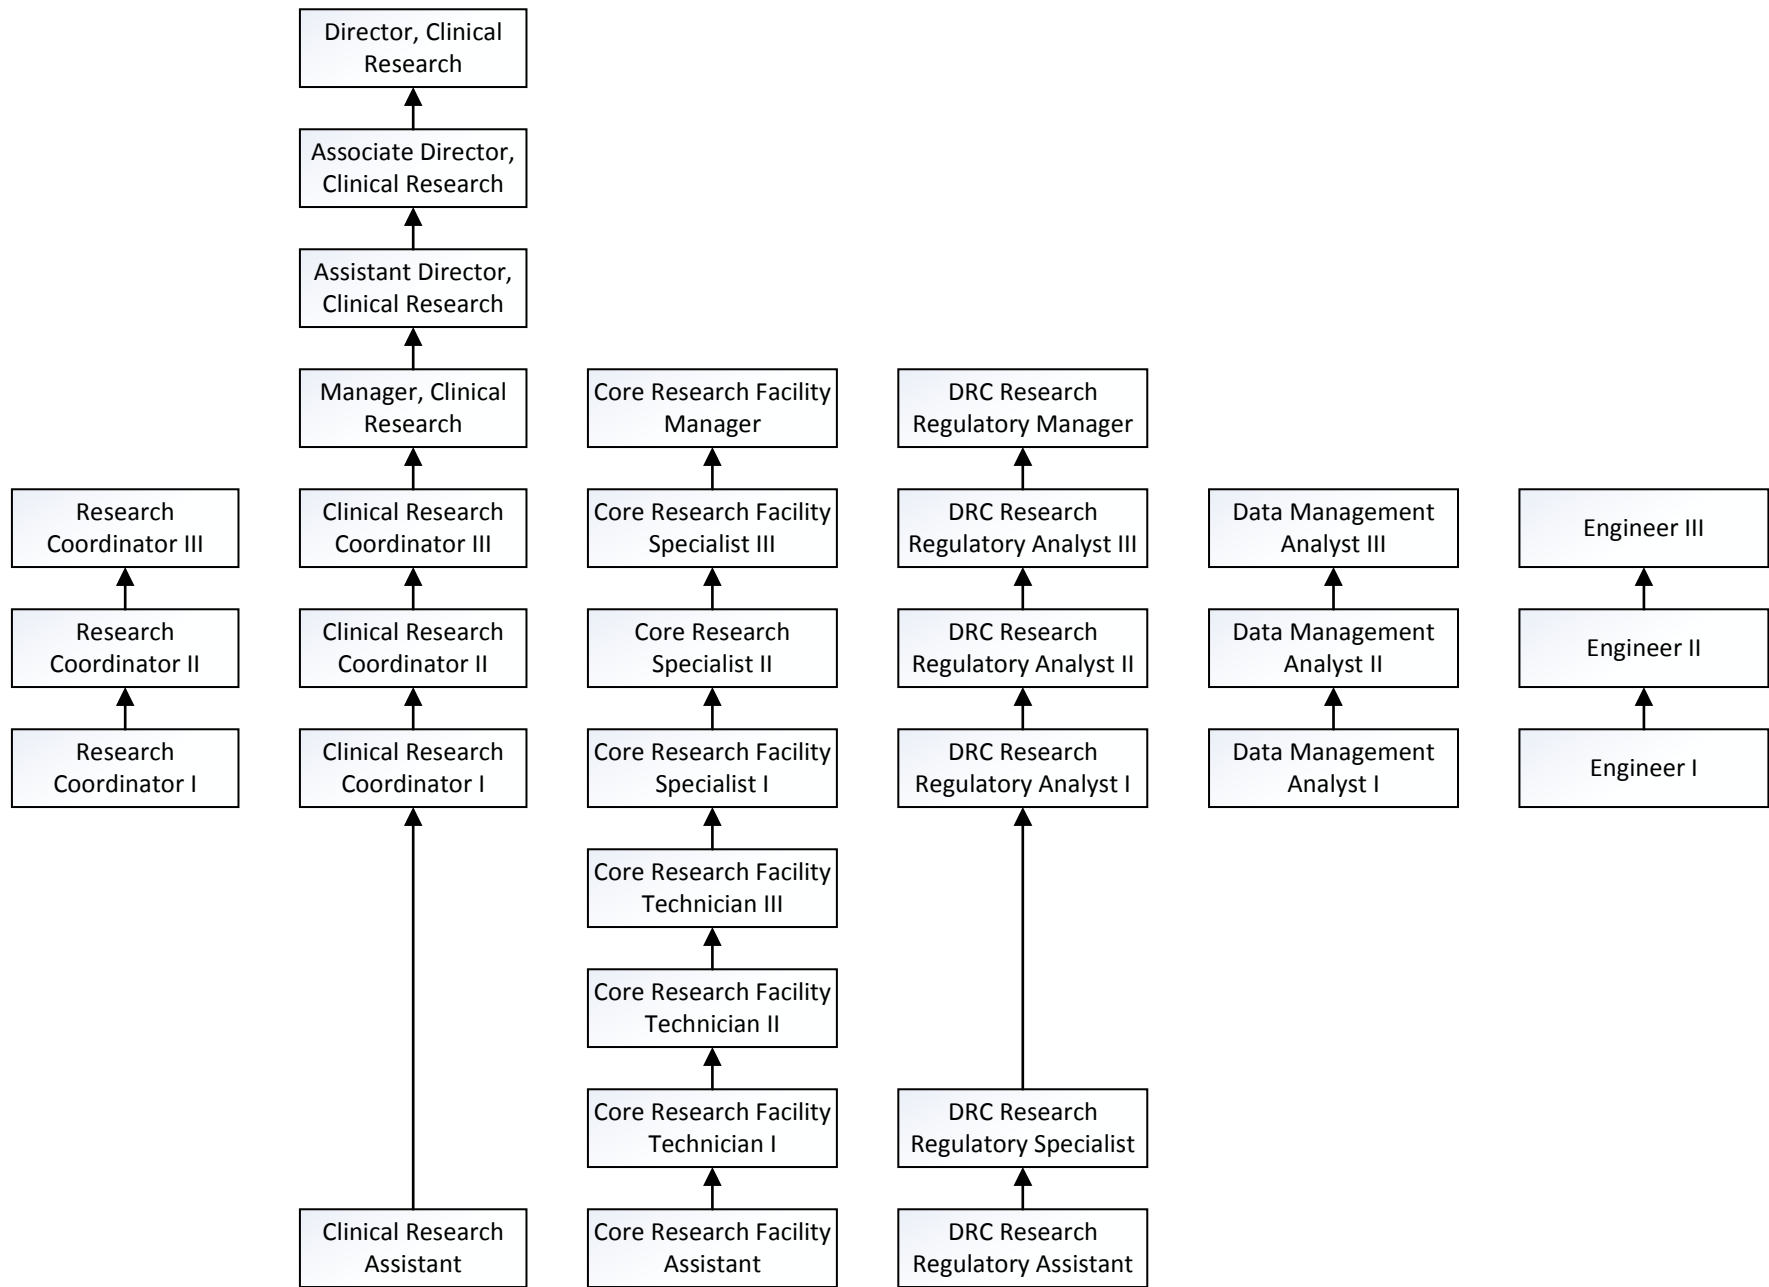 Director, Clinical
Research
Associate Director,
Clinical Research
Assistant Director,
Clinical Research
Manager, Clinical
Research
Core Research Facility
Manager
DRC Research
Regulatory Manager
Research
Coordinator III
Clinical Research
Coordinator III
Core Research Facility
Specialist III
DRC Research
Regulatory Analyst III
Data Management
Analyst III
Engineer III
Research
Coordinator II
Clinical Research
Coordinator II
Core Research
Specialist II
DRC Research
Regulatory Analyst II
Data Management
Analyst II
Engineer II
Research
Coordinator I
Clinical Research
Coordinator I
Core Research Facility
Specialist I
DRC Research
Regulatory Analyst I
Data Management
Analyst I
Engineer I
Core Research Facility
Technician III
Core Research Facility
Technician II
Core Research Facility
Technician I
DRC Research
Regulatory Specialist
Clinical Research
Assistant
Core Research Facility
Assistant
DRC Research
Regulatory Assistant